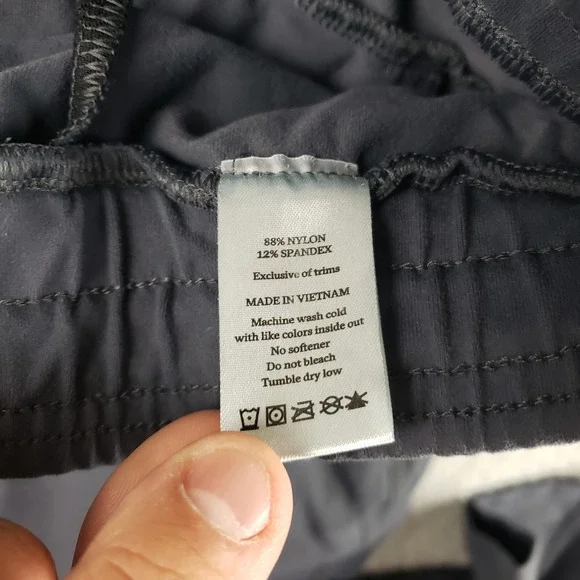 88% NYLON
12% SPANDEX
Exclusive of trims
MADE IN VIETNAM
Machine wash cold
with like colors inside out
No softener
Do not bleach
Tumble dry low